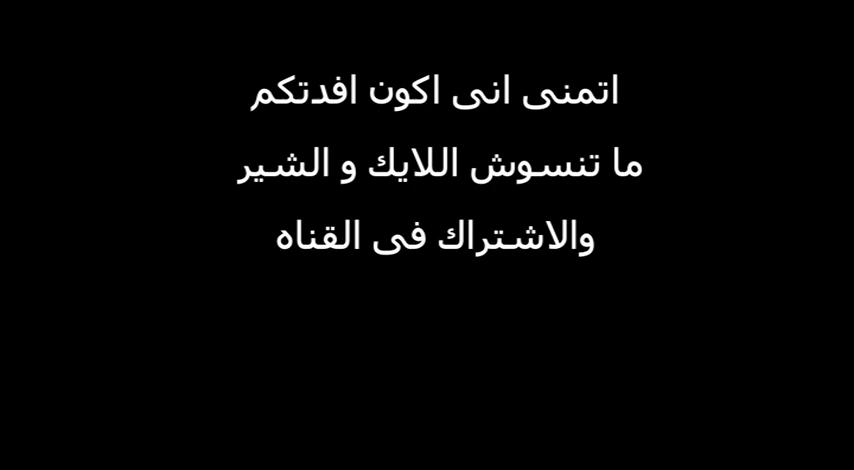 اتمنى انى اكون افدتكم
ما تنسوش اللايك و الشير
والاشتراك فى القناه